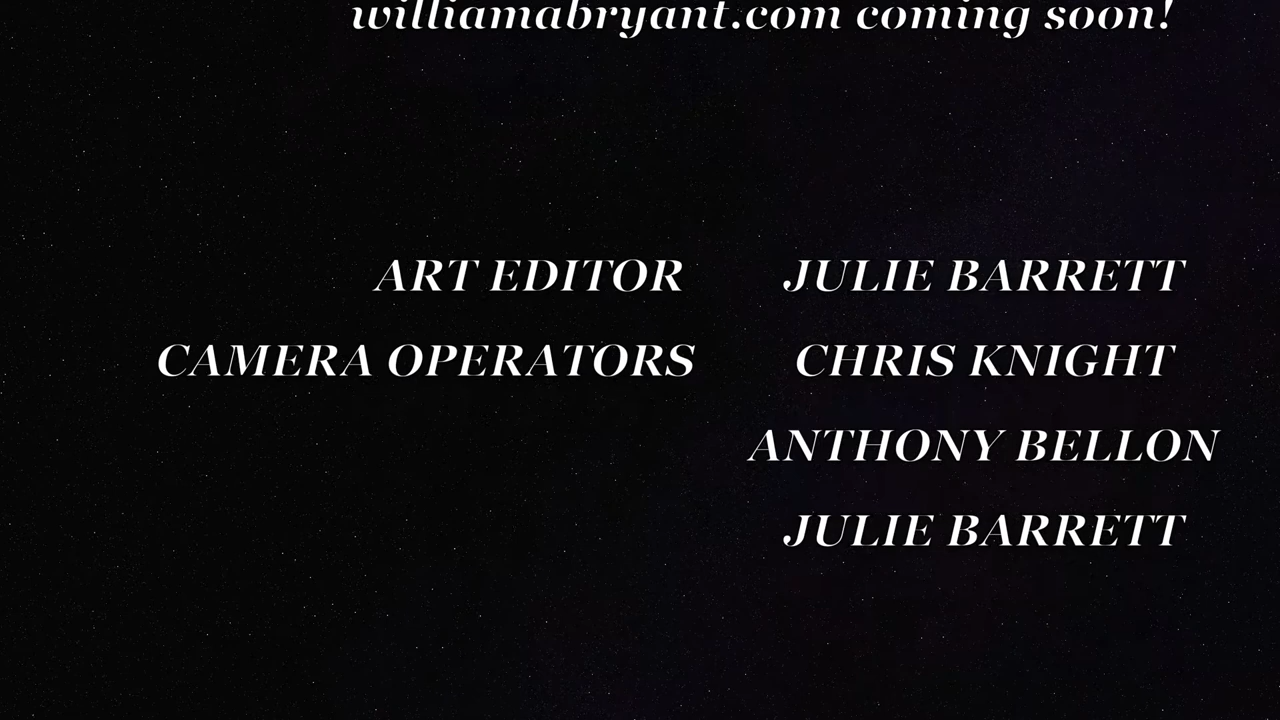 williamabryant.com coming soon!
ART EDITOR JULIE BARRETT
CAMERA OPERATORS CHRIS KNIGHT
ANTHONY BELLON
JULIE BARRETT